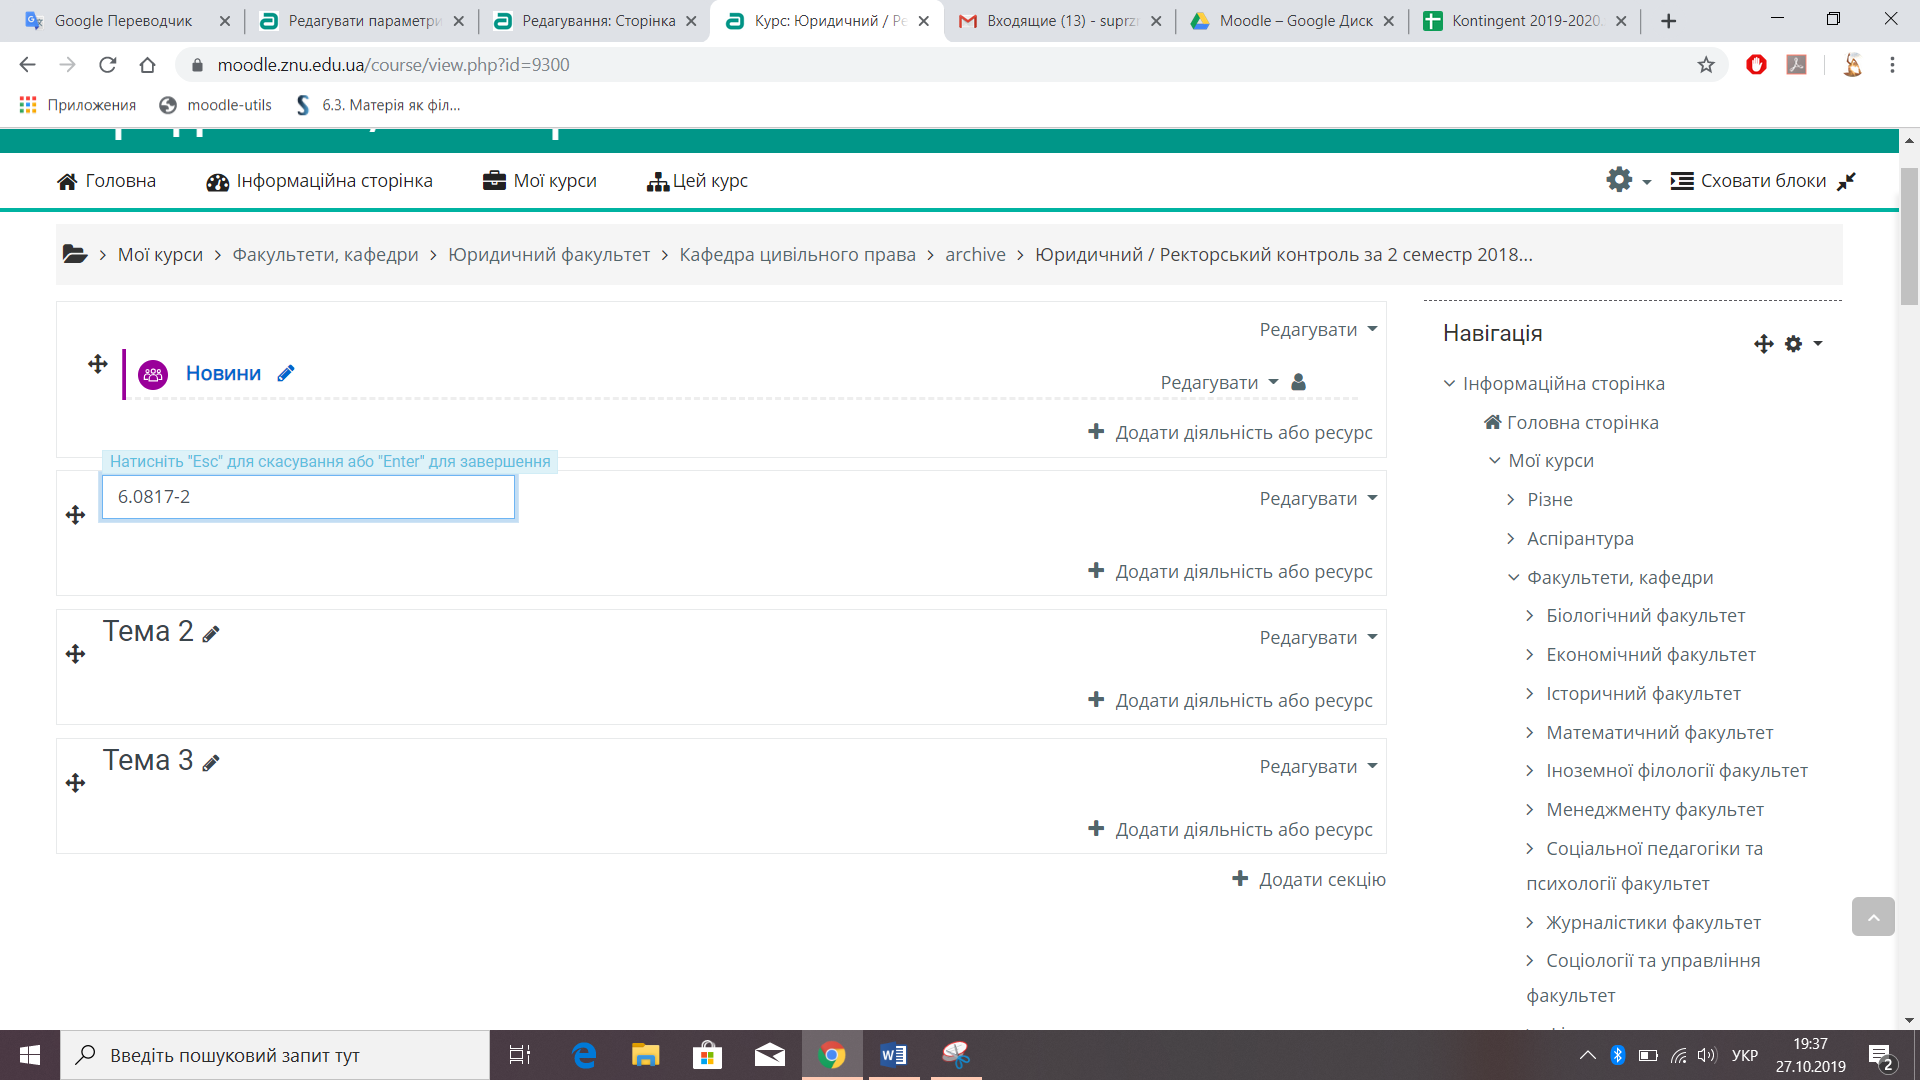 Google Переводчик
Редагувати параметри
Редагування: Сторінка
Курс: Юридичний / Ре
Входящие (13) - suprzn
Moodle – Google Диск
Kontingent 2019-2020.
moodle.znu.edu.ua/course/view.php?id=9300
Приложения
moodle-utils
6.3. Матерія як філ...
Головна
Інформаційна сторінка
Мої курси
Цей курс
Сховати блоки
Мої курси > Факультети, кафедри > Юридичний факультет > Кафедра цивільного права > archive > Юридичний / Ректорський контроль за 2 семестр 2018...
Редагувати
Новини
Редагувати
Додати діяльність або ресурс
Натисніть "Esc" для скасування або "Enter" для завершення
6.0817-2
Редагувати
Додати діяльність або ресурс
Тема 2
Редагувати
Додати діяльність або ресурс
Тема 3
Редагувати
Додати діяльність або ресурс
Додати секцію
Навігація
Інформаційна сторінка
Головна сторінка
Мої курси
Різне
Аспірантура
Факультети, кафедри
Біологічний факультет
Економічний факультет
Історичний факультет
Математичний факультет
Іноземної філології факультет
Менеджменту факультет
Соціальної педагогіки та
психології факультет
Журналістики факультет
Соціології та управління
факультет
Введіть пошуковий запит тут
УКР
19:37
27.10.2019
2